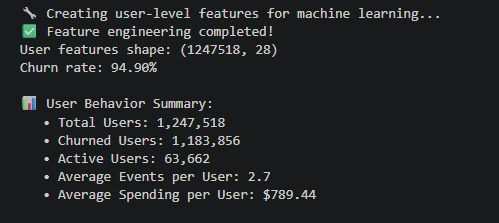 🔧 Creating user-level features for machine learning...
✅ Feature engineering completed!
User features shape: (1247518, 28)
Churn rate: 94.90%

📊 User Behavior Summary:
• Total Users: 1,247,518
• Churned Users: 1,183,856
• Active Users: 63,662
• Average Events per User: 2.7
• Average Spending per User: $789.44